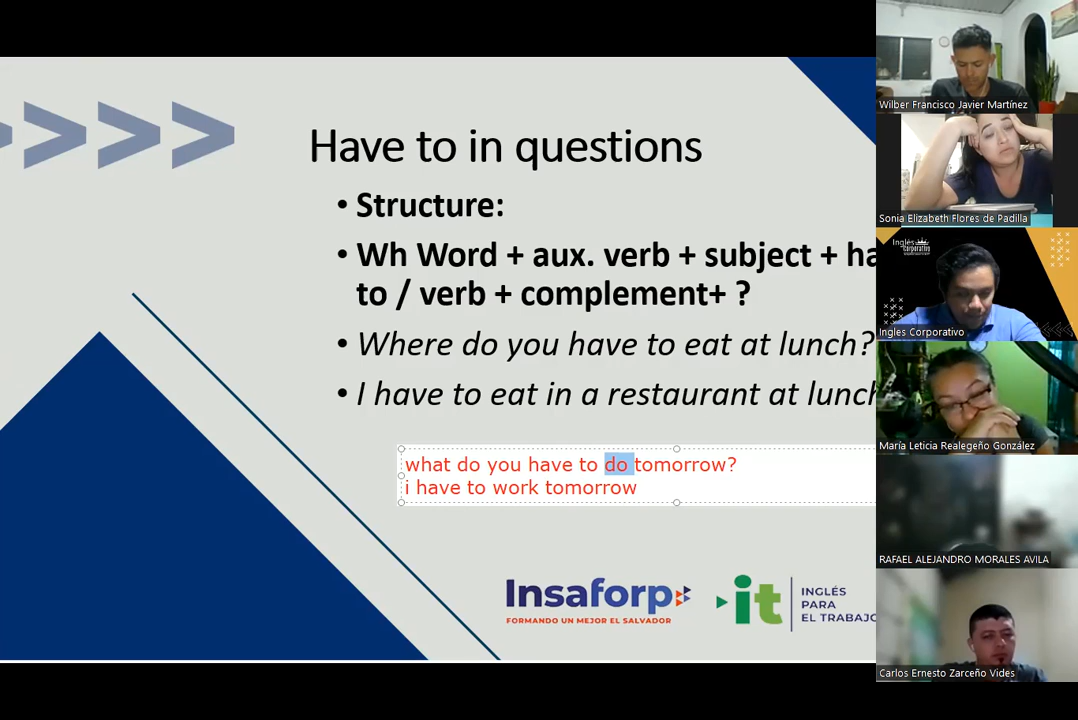 Have to in questions
• Structure:
• Wh Word + aux. verb + subject + ha
to / verb + complement+ ?
• Where do you have to eat at lunch?
• I have to eat in a restaurant at lunch
what do you have to do tomorrow?
i have to work tomorrow
Insaforp
FORMANDO UN MEJOR EL SALVADOR
it
INGLÉS
PARA
EL TRABAJO
Wilber Francisco Javier Martínez
Sonia Elizabeth Flores de Padilla
Inglés
corporativo
Ingles Corporativo
María Leticia Realegeño González
RAFAEL ALEJANDRO MORALES AVILA
Carlos Ernesto Zarceño Vides